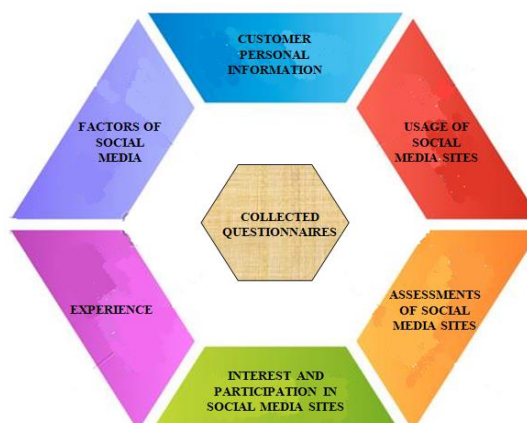 CUSTOMER
PERSONAL
INFORMATION
FACTORS OF
SOCIAL
MEDIA
USAGE OF
SOCIAL
MEDIA SITES
COLLECTED
QUESTIONNAIRES
EXPERIENCE
ASSESSMENTS
OF SOCIAL
MEDIA SITES
INTEREST AND
PARTICIPATION IN
SOCIAL MEDIA SITES